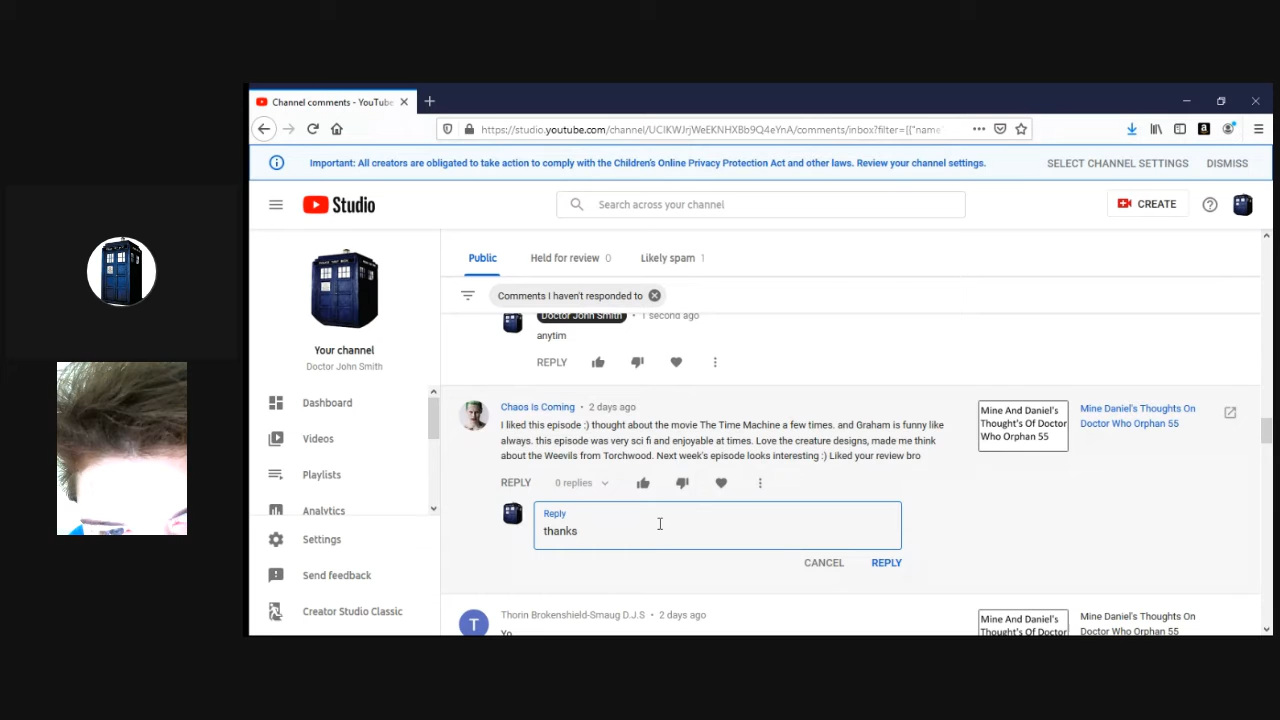 Channel comments - YouTube
https://studio.youtube.com/channel/UCIKWJrjWeEKNHXBb9Q4eYnA/comments/inbox?filter=[{"name"
Important: All creators are obligated to take action to comply with the Children's Online Privacy Protection Act and other laws. Review your channel settings.
SELECT CHANNEL SETTINGS
DISMISS
Studio
Search across your channel
CREATE
Your channel
Doctor John Smith
Dashboard
Videos
Playlists
Analytics
Settings
Send feedback
Creator Studio Classic
Public
Held for review 0
Likely spam 1
Comments I haven't responded to
Doctor John Smith • 1 second ago
anytim
REPLY
Chaos Is Coming • 2 days ago
I liked this episode :) thought about the movie The Time Machine a few times. and Graham is funny like
always. this episode was very sci fi and enjoyable at times. Love the creature designs, made me think
about the Weevils from Torchwood. Next week's episode looks interesting :) Liked your review bro
REPLY 0 replies
Mine And Daniel's
Thought's Of Doctor
Who Orphan 55
Mine Daniel's Thoughts On
Doctor Who Orphan 55
Reply
thanks
CANCEL REPLY
T
Thorin Brokenshield-Smaug D.J.S • 2 days ago
Yo
Mine And Daniel's
Thought's Of Doctor
Mine Daniel's Thoughts On
Doctor Who Orphan 55